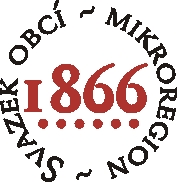 SVAZEK OBCÍ ~ MIKROREGION ~
1866